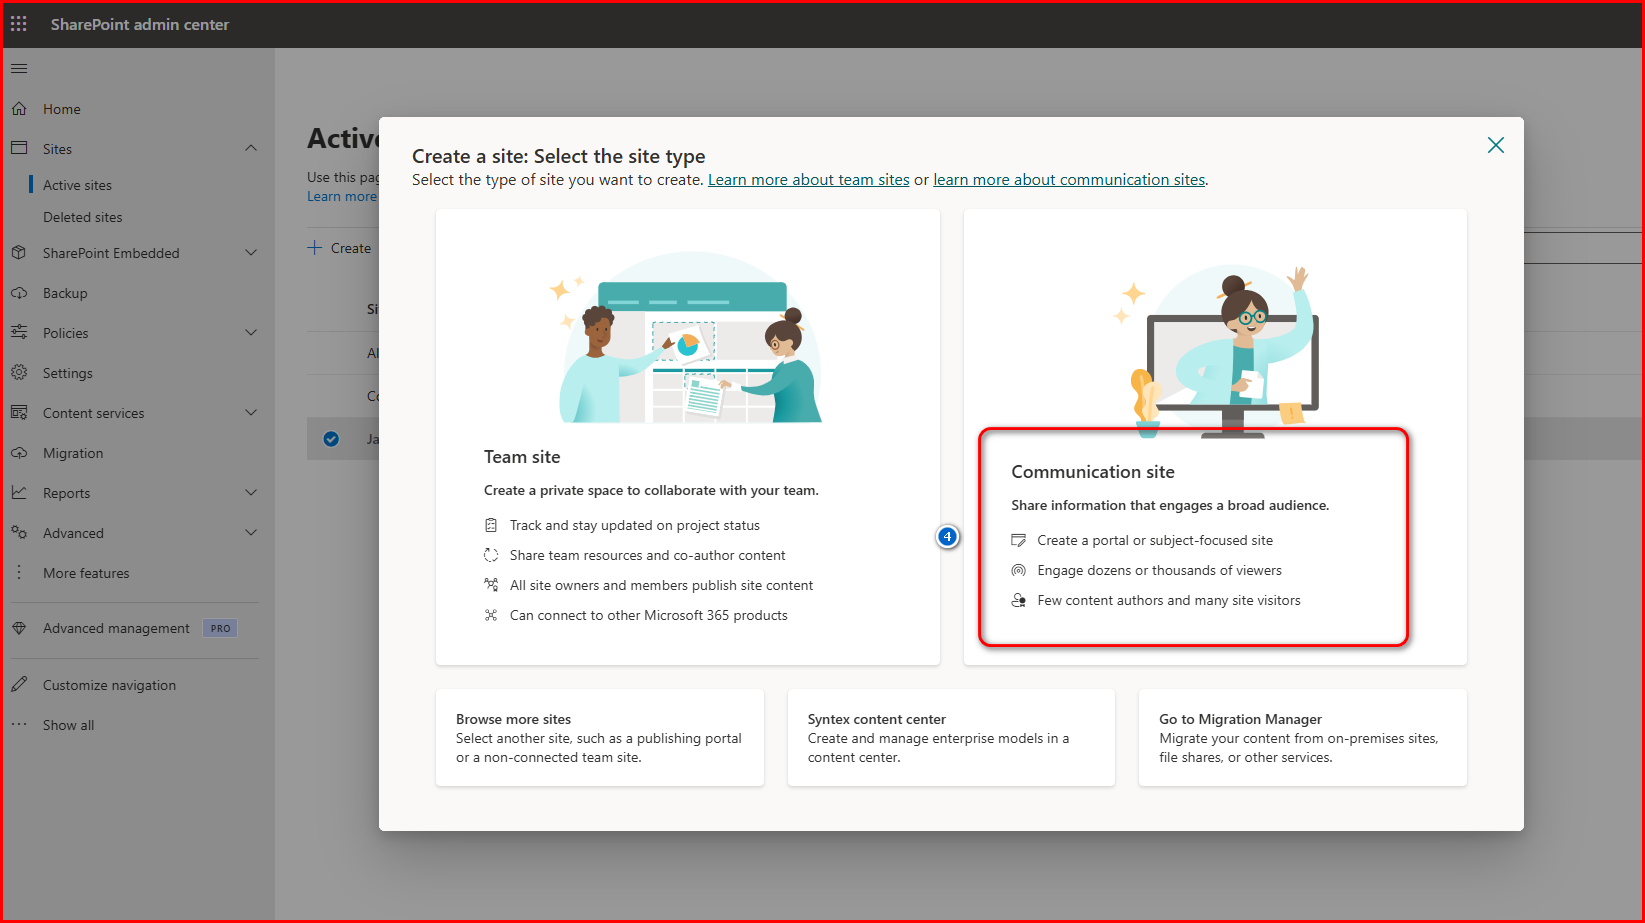 SharePoint admin center
Home
Sites
Active sites
Deleted sites
SharePoint Embedded
Backup
Policies
Settings
Content services
Migration
Reports
Advanced
More features
Advanced management PRO
Customize navigation
Show all
Use this
Learn more
Create
Create a site: Select the site type
Select the type of site you want to create. Learn more about team sites or learn more about communication sites.
Team site
Create a private space to collaborate with your team.
Track and stay updated on project status
Share team resources and co-author content
All site owners and members publish site content
Can connect to other Microsoft 365 products
4
Communication site
Share information that engages a broad audience.
Create a portal or subject-focused site
Engage dozens or thousands of viewers
Few content authors and many site visitors
Browse more sites
Select another site, such as a publishing portal
or a non-connected team site.
Syntex content center
Create and manage enterprise models in a
content center.
Go to Migration Manager
Migrate your content from on-premises sites,
file shares, or other services.